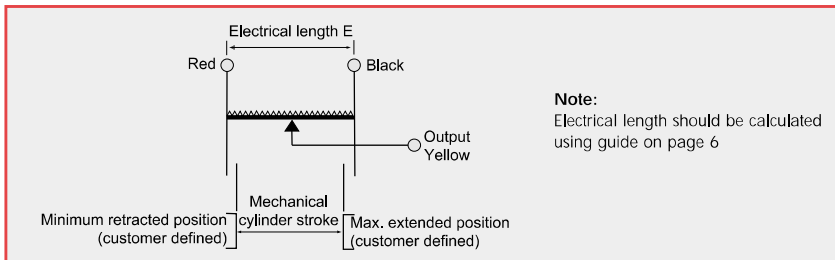 Electrical length E
Red
Black
Note:
Electrical length should be calculated
using guide on page 6
Output
Yellow
Mechanical
cylinder stroke
Minimum retracted position
(customer defined)
Max. extended position
(customer defined)